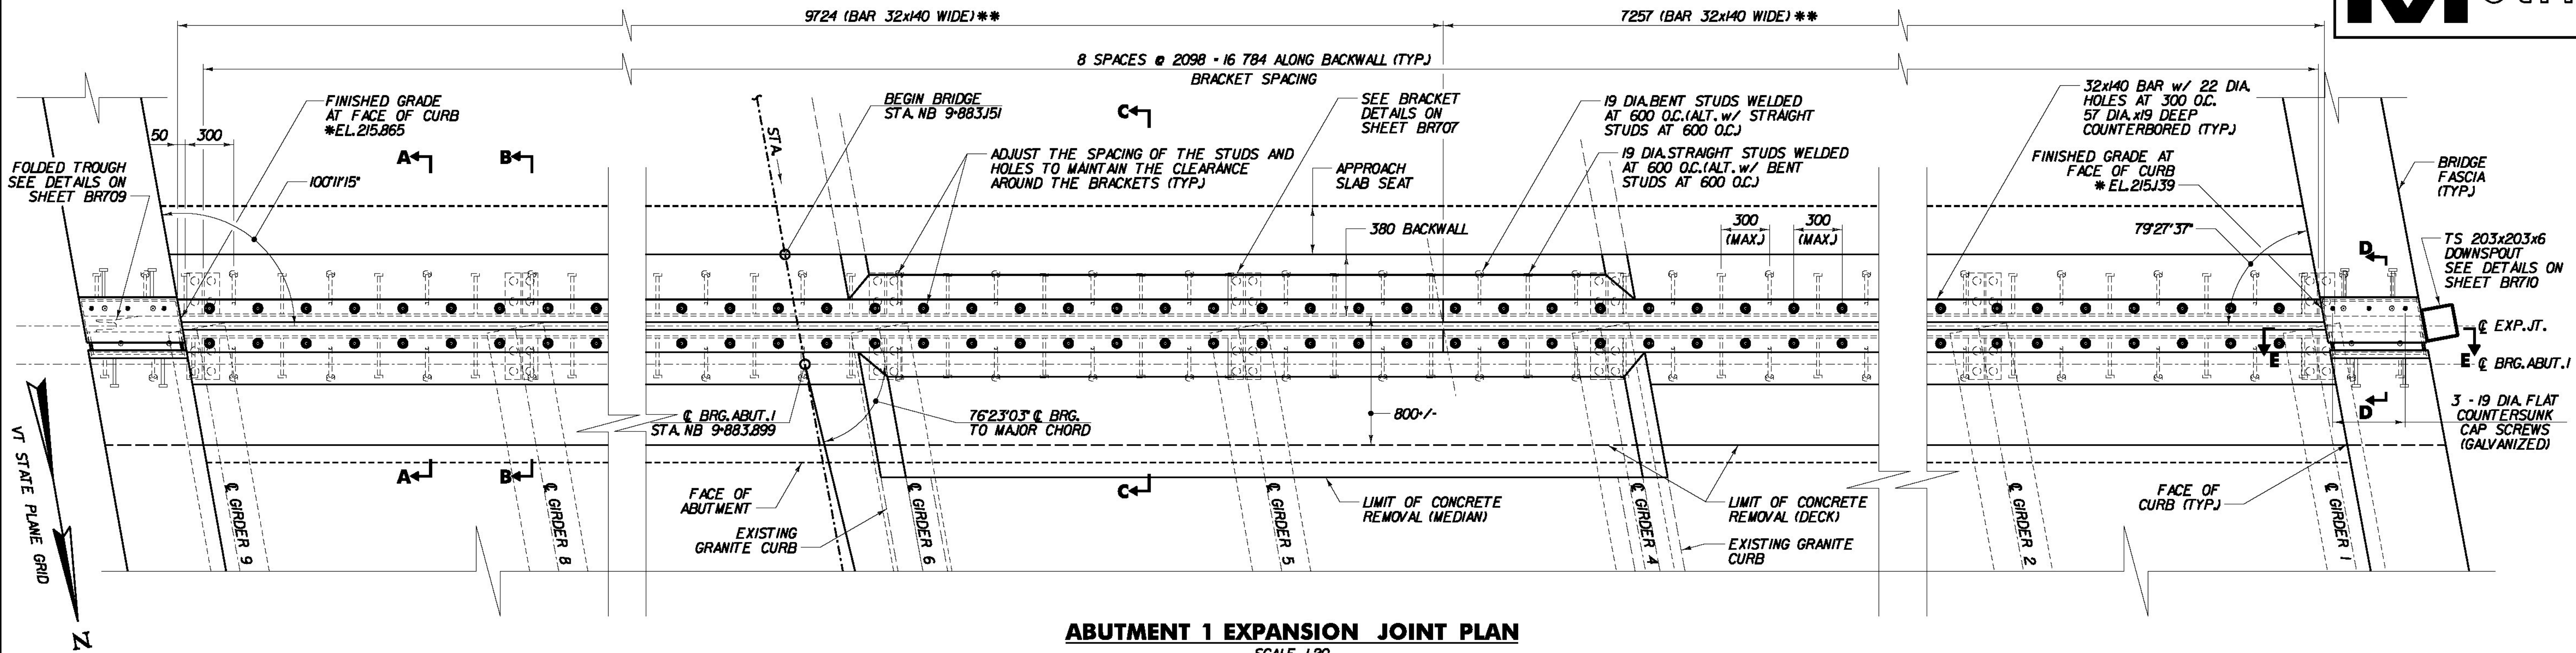 9724 (BAR 32x140 WIDE) **
7257 (BAR 32x140 WIDE) **
8 SPACES @ 2098 = 16 784 ALONG BACKWALL (TYP.)
BRACKET SPACING
FINISHED GRADE
AT FACE OF CURB
*EL.215.865
50
300
FOLDED TROUGH
SEE DETAILS ON
SHEET BR709
100°11'15"
A
B
BEGIN BRIDGE
STA. NB 9+883.151
STA.
C
ADJUST THE SPACING OF THE STUDS AND
HOLES TO MAINTAIN THE CLEARANCE
AROUND THE BRACKETS (TYP.)
SEE BRACKET
DETAILS ON
SHEET BR707
APPROACH
SLAB SEAT
380 BACKWALL
19 DIA. BENT STUDS WELDED
AT 600 O.C. (ALT. w/ STRAIGHT
STUDS AT 600 O.C.)
19 DIA. STRAIGHT STUDS WELDED
AT 600 O.C. (ALT. w/ BENT
STUDS AT 600 O.C.)
300
(MAX.)
300
(MAX.)
32x140 BAR w/ 22 DIA.
HOLES AT 300 O.C.
57 DIA. x19 DEEP
COUNTERBORED (TYP.)
FINISHED GRADE AT
FACE OF CURB
*EL.215.139
79°27'37"
BRIDGE
FASCIA
(TYP.)
D
TS 203x203x6
DOWNSPOUT
SEE DETAILS ON
SHEET BR710
℄ EXP. JT.
E
E
℄ BRG. ABUT. 1
D
3 - 19 DIA. FLAT
COUNTERSUNK
CAP SCREWS
(GALVANIZED)
℄ BRG. ABUT. 1
STA. NB 9+883.899
76°23'03" ℄ BRG.
TO MAJOR CHORD
800+/-
A
B
C
FACE OF
ABUTMENT
EXISTING
GRANITE CURB
LIMIT OF CONCRETE
REMOVAL (MEDIAN)
LIMIT OF CONCRETE
REMOVAL (DECK)
EXISTING GRANITE
CURB
FACE OF
CURB (TYP.)
℄ GIRDER 9
℄ GIRDER 8
℄ GIRDER 6
℄ GIRDER 5
℄ GIRDER 4
℄ GIRDER 2
℄ GIRDER 1
VT STATE PLANE GRID
N
ABUTMENT 1 EXPANSION JOINT PLAN